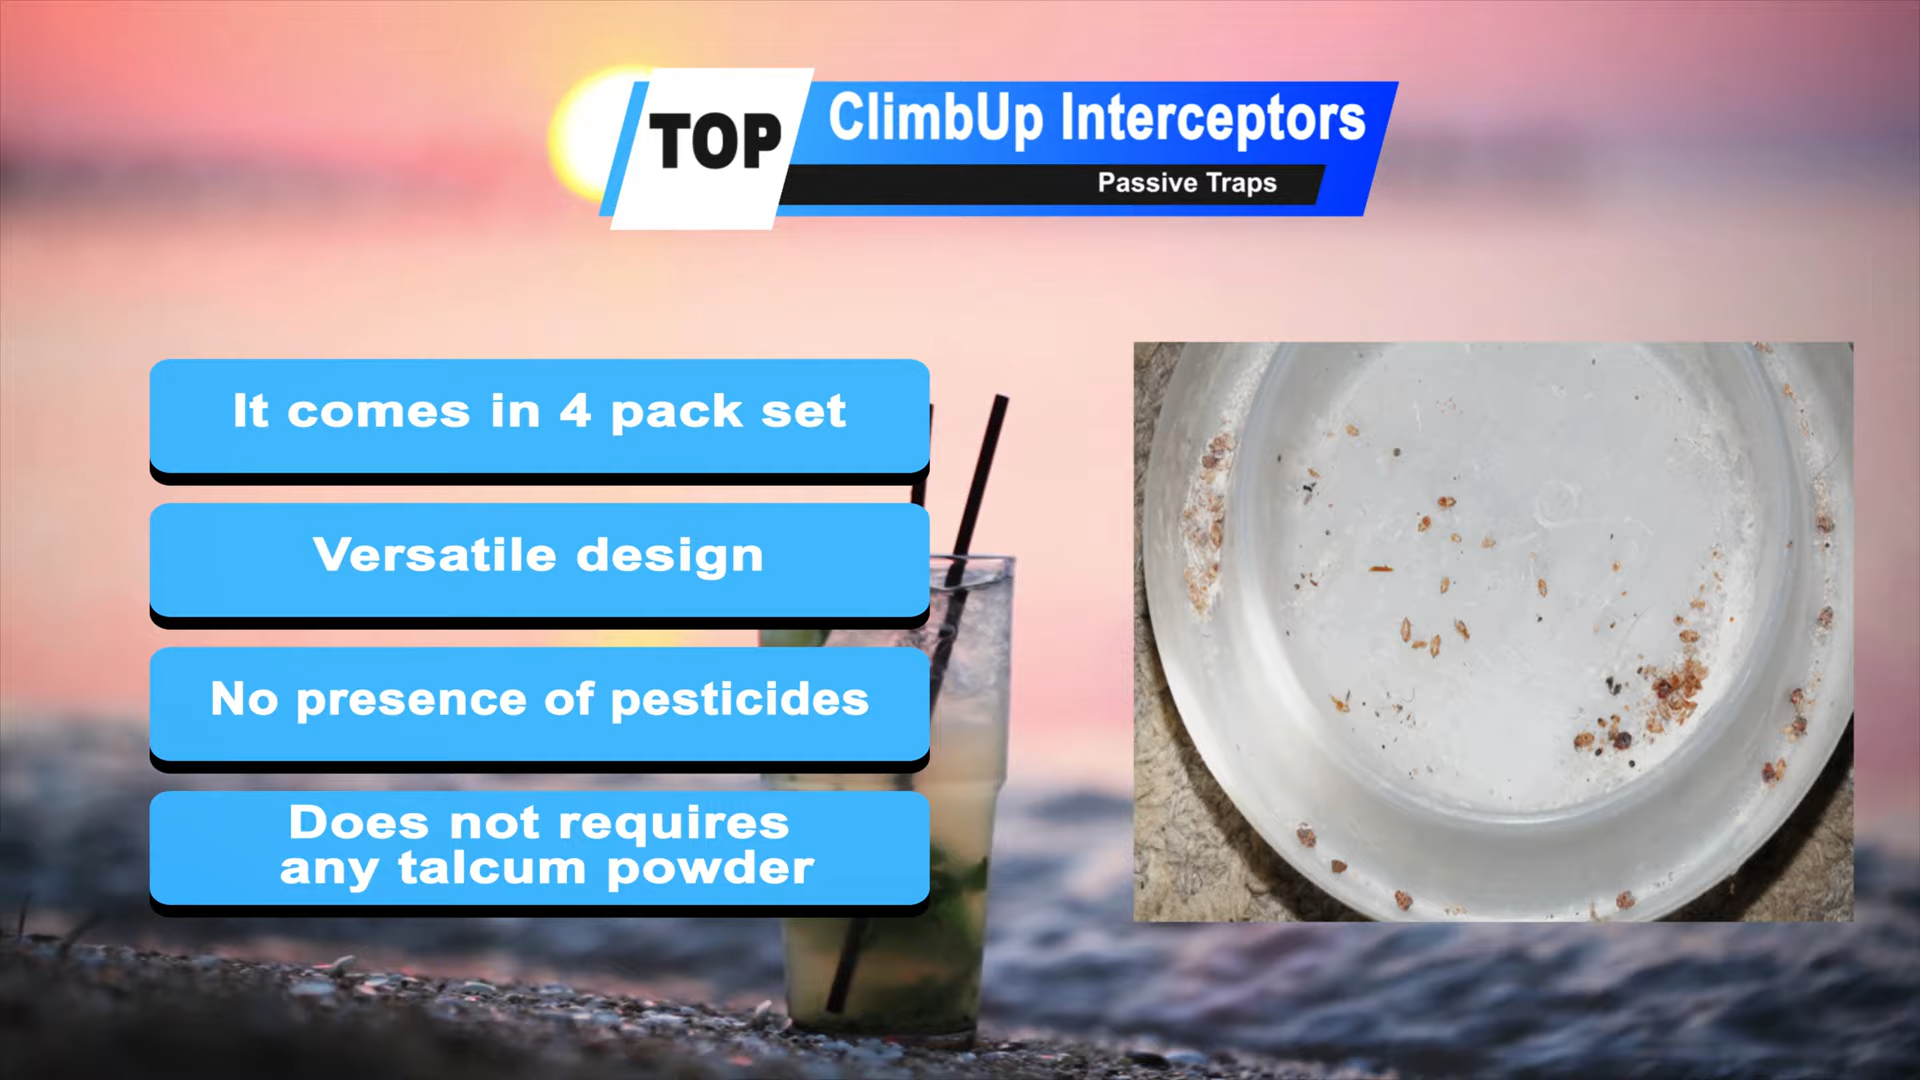 TOP
ClimbUp Interceptors
Passive Traps
It comes in 4 pack set
Versatile design
No presence of pesticides
Does not requires
any talcum powder